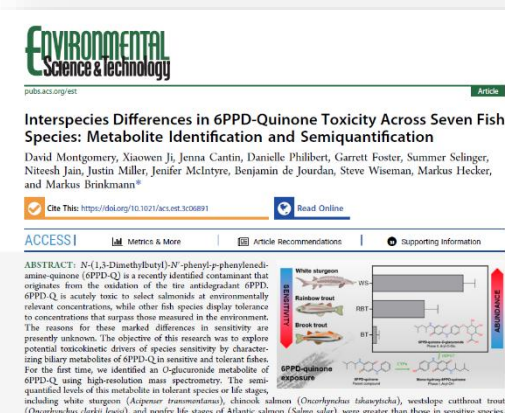 ENVIRONMENTAL
Science & Technology
pubs.acs.org/est
Article
Interspecies Differences in 6PPD-Quinone Toxicity Across Seven Fish
Species: Metabolite Identification and Semiquantification
David Montgomery, Xiaowen Ji, Jenna Cantin, Danielle Philibert, Garrett Foster, Summer Selinger,
Niteesh Jain, Justin Miller, Jenifer McIntyre, Benjamin de Jourdan, Steve Wiseman, Markus Hecker,
and Markus Brinkmann*
Cite This: https://doi.org/10.1021/acs.est.3c06891
Read Online
ACCESS
Metrics & More
Article Recommendations
Supporting Information
ABSTRACT: N-(1,3-Dimethylbutyl)-N′-phenyl-p-phenylenedi-
amine-quinone (6PPD-Q) is a recently identified contaminant that
originates from the oxidation of the tire antidegradant 6PPD.
6PPD-Q is acutely toxic to select salmonids at environmentally
relevant concentrations, while other fish species display tolerance
to concentrations that surpass those measured in the environment.
The reasons for these marked differences in sensitivity are
presently unknown. The objective of this research was to explore
potential toxicokinetic drivers of species sensitivity by character-
izing biliary metabolites of 6PPD-Q in sensitive and tolerant fishes.
For the first time, we identified an O-glucuronide metabolite of
6PPD-Q using high-resolution mass spectrometry. The semi-
quantified levels of this metabolite in tolerant species or life stages,
including white sturgeon (Acipenser transmontanus), chinook salmon (Oncorhynchus tshawytscha), westslope cutthroat trout
(Oncorhynchus clarkii lewisi), and nonfry life stages of Atlantic salmon (Salmo salar), were greater than those in sensitive species,
SENSITIVITY
White sturgeon
Rainbow trout
Brook trout
6PPD-quinone
exposure
WS
RBT
BT
ABUNDANCE